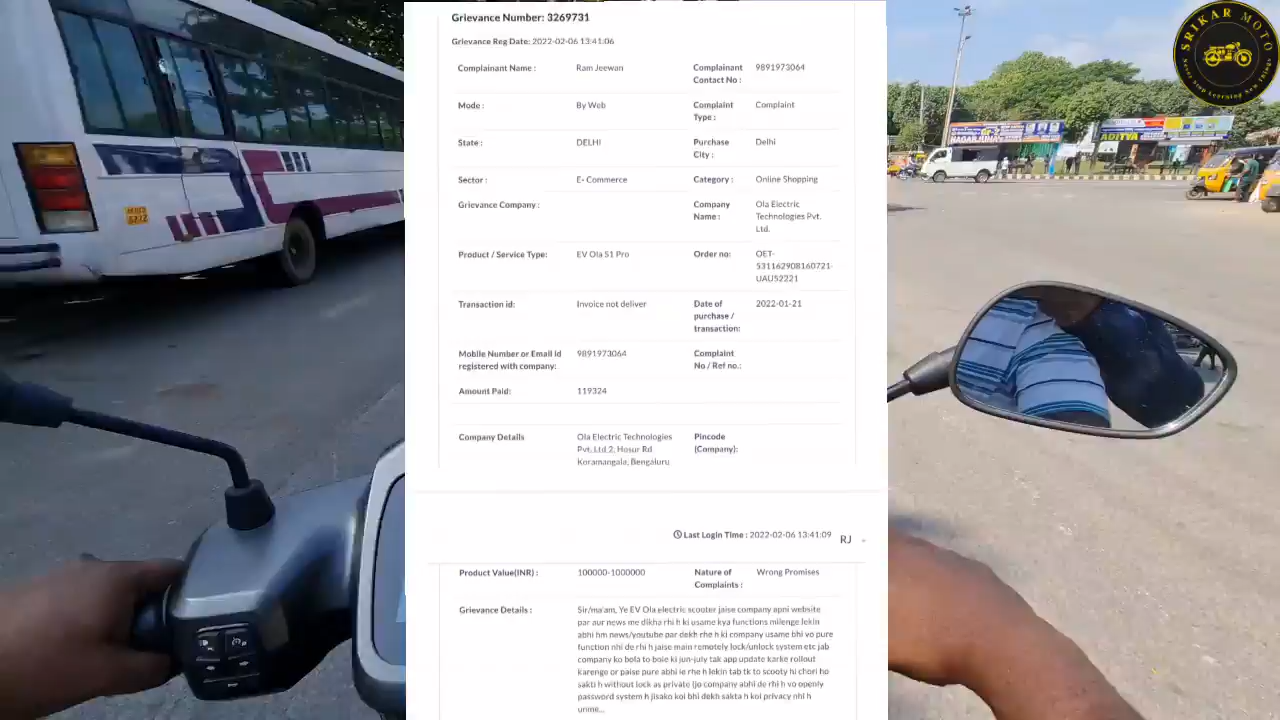 Grievance Number: 3269731
Grievance Reg Date: 2022-02-06 13:41:06
Complainant Name : Ram Jeewan Complainant Contact No : 9891973064
Mode : By Web Complaint Type : Complaint
State : DELHI Purchase City : Delhi
Sector : E- Commerce Category : Online Shopping
Grievance Company : Company Name : Ola Electric Technologies Pvt. Ltd.
Product / Service Type: EV Ola S1 Pro Order no: OET-531162908160721-UAU52221
Transaction id: Invoice not deliver Date of purchase / transaction: 2022-01-21
Mobile Number or Email id registered with company: 9891973064 Complaint No / Ref no.:
Amount Paid: 119324
Company Details Ola Electric Technologies Pvt. Ltd 2, Hosur Rd Koramangala, Bengaluru Pincode (Company):
Last Login Time : 2022-02-06 13:41:09 RJ
Product Value(INR) : 100000-1000000 Nature of Complaints : Wrong Promises
Grievance Details : Sir/ma'am, Ye EV Ola electric scooter jaise company apni website
par aur news me dikha rhi h ki usame kya functions milenge lekin
abhi hm news/youtube par dekh rhe h ki company usame bhi vo pure
function nhi de rhi h jaise main remotely lock/unlock system etc jab
company ko bola to bole ki jun-july tak app update karke rollout
karenge or paise pure abhi le rhe h lekin tab tk to scooty hi chori ho
sakti h without lock as private (jo company abhi de rhi h vo openly
password system h jisako koi bhi dekh sakta h koi privacy nhi h
unme...
SRIKAR MOTO
Never Stop Learning New Things
ADITYA